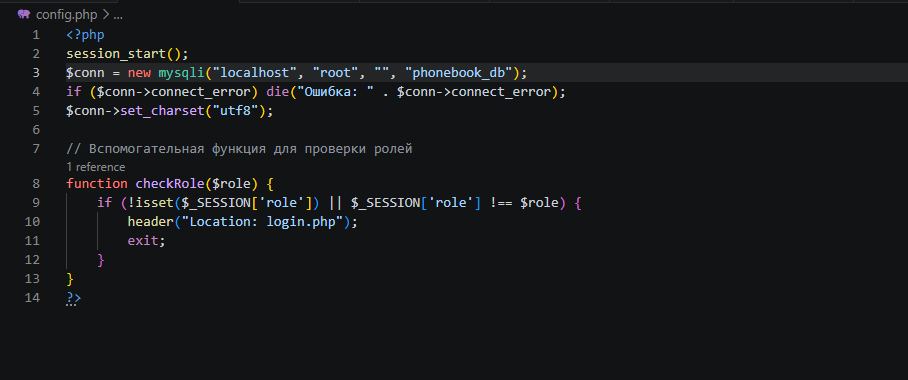 config.php > ...
1 <?php
2 session_start();
3 $conn = new mysqli("localhost", "root", "", "phonebook_db");
4 if ($conn->connect_error) die("Ошибка: " . $conn->connect_error);
5 $conn->set_charset("utf8");
6
7 // Вспомогательная функция для проверки ролей
1 reference
8 function checkRole($role) {
9     if (!isset($_SESSION['role']) || $_SESSION['role'] !== $role) {
10         header("Location: login.php");
11         exit;
12     }
13 }
14 ?>